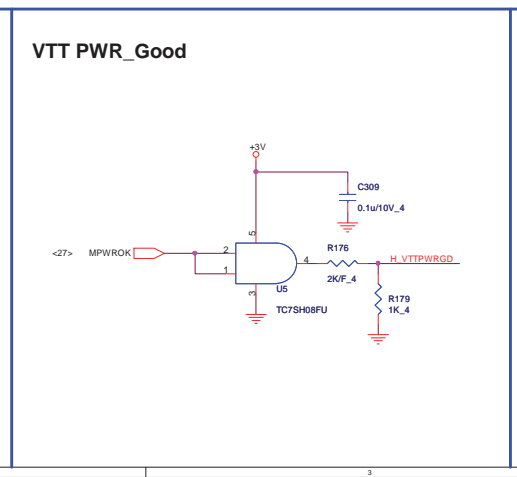 VTT PWR_Good
+3V
C309
0.1u/10V_4
5
<27> MPWROK
2
1
4
R176
H_VTTPWRGD
2K/F_4
3
U5
TC7SH08FU
R179
1K_4
3